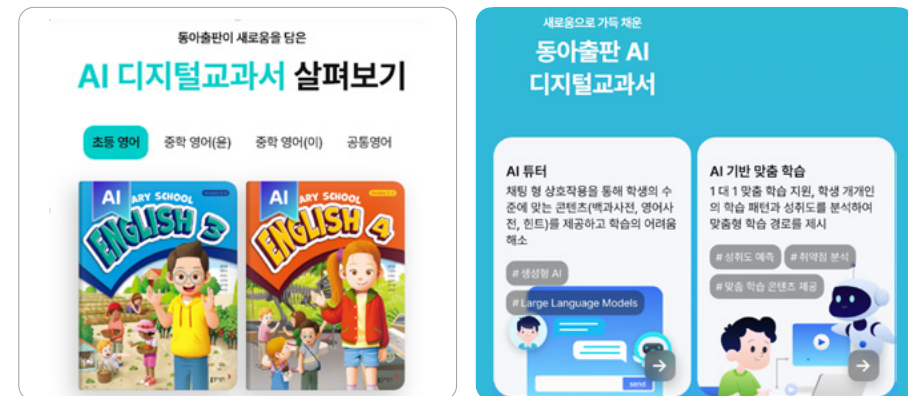 동아출판이 새로움을 담은
AI 디지털교과서 살펴보기
초등 영어
중학 영어(윤)
중학 영어(이)
공통영어
AI
ARY SCHOOL
ENGLISH 3
AI
ARY SCHOOL
ENGLISH 4
새로움으로 가득 채운
동아출판 AI
디지털교과서
AI 튜터
채팅 형 상호작용을 통해 학생의 수
준에 맞는 콘텐츠(백과사전, 영어사
전, 힌트)를 제공하고 학습의 어려움
해소
# 생성형 AI
# Large Language Models
send
AI 기반 맞춤 학습
1 대 1 맞춤 학습 지원, 학생 개개인
의 학습 패턴과 성취도를 분석하여
맞춤형 학습 경로를 제시
# 성취도 예측
# 취약점 분석
# 맞춤 학습 콘텐츠 제공